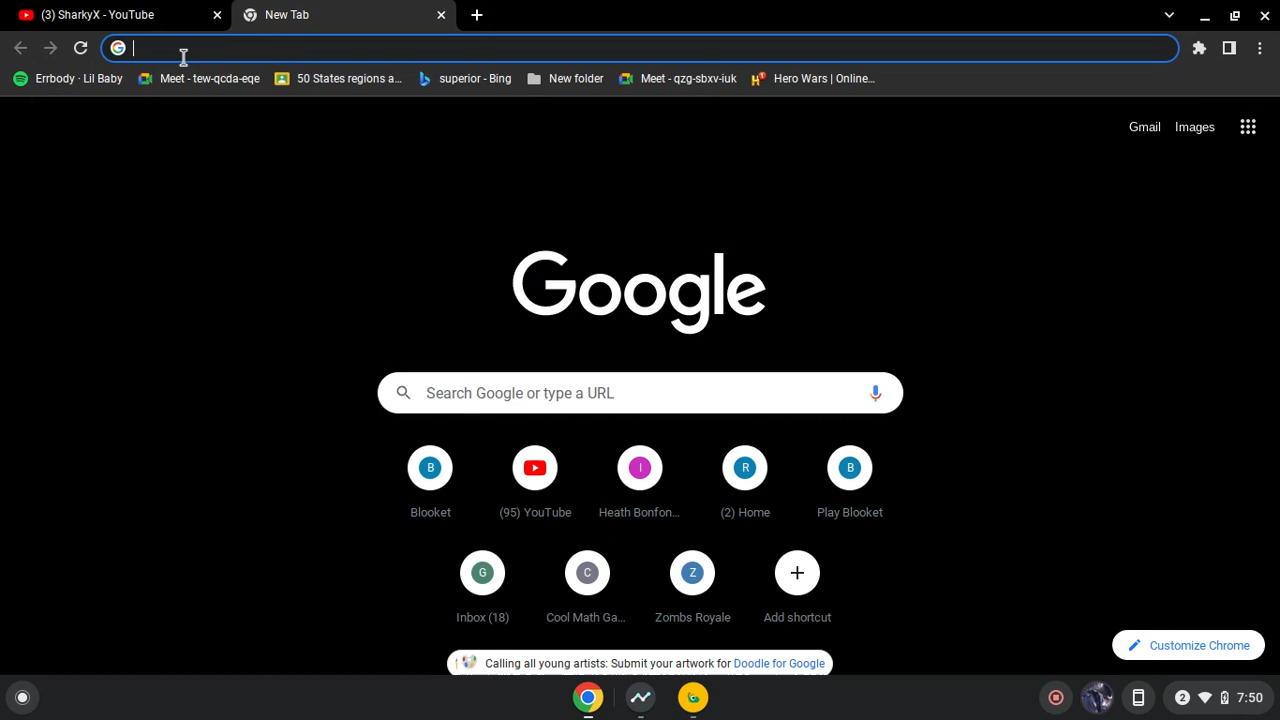 (3) SharkyX - YouTube
New Tab
Errbody · Lil Baby
Meet - tew-qcda-eqe
50 States regions a...
superior - Bing
New folder
Meet - qzg-sbxv-iuk
Hero Wars | Online...
Gmail
Images
Google
Search Google or type a URL
B
I
R
B
Blooket
(95) YouTube
Heath Bonfon...
(2) Home
Play Blooket
G
C
Z
Inbox (18)
Cool Math Ga...
Zombs Royale
Add shortcut
Calling all young artists: Submit your artwork for Doodle for Google
Customize Chrome
2
7:50